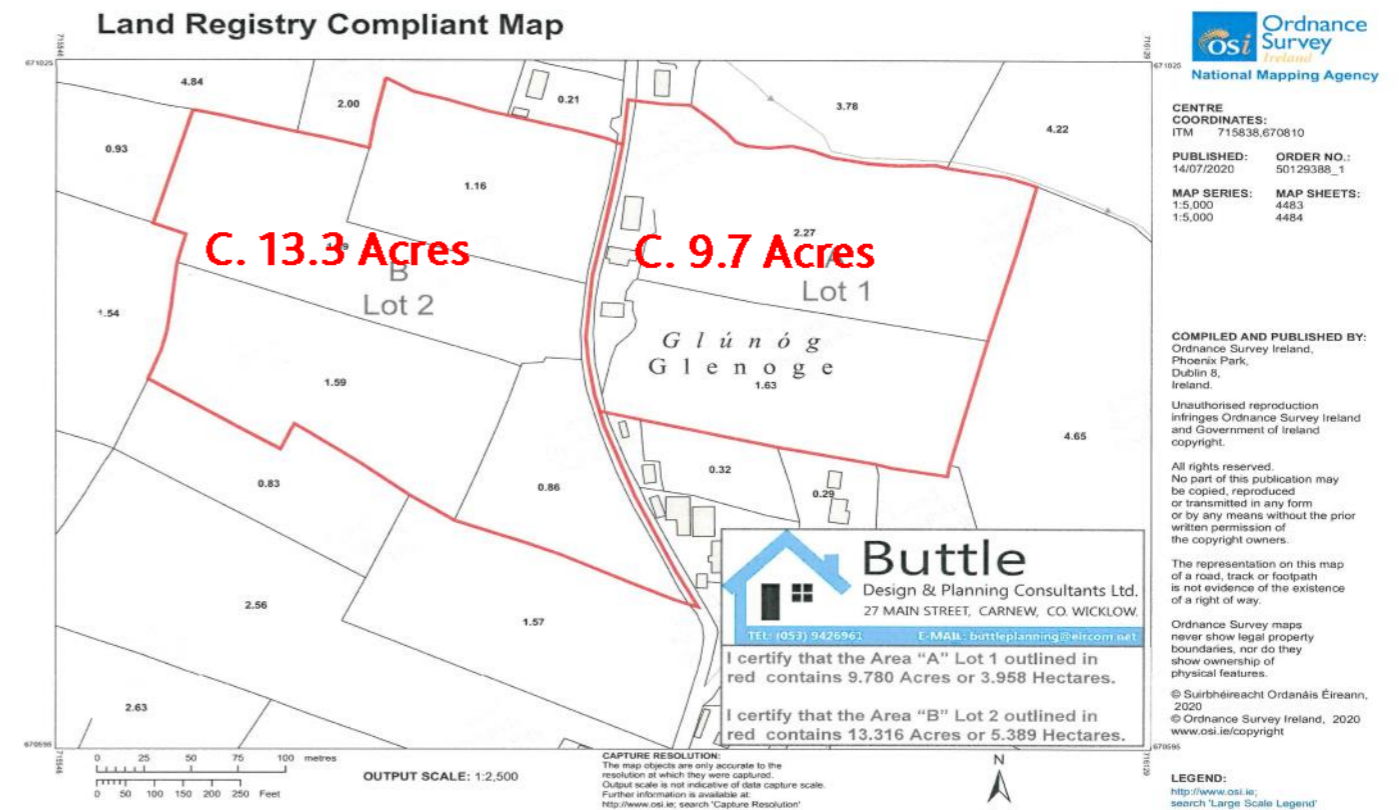 Land Registry Compliant Map
OSi
Ordnance
Survey
Ireland
National Mapping Agency
CENTRE
COORDINATES:
ITM 715838,670810
PUBLISHED: ORDER NO.:
14/07/2020 50129388_1
MAP SERIES: MAP SHEETS:
1:5,000 4483
1:5,000 4484
COMPILED AND PUBLISHED BY:
Ordnance Survey Ireland,
Phoenix Park,
Dublin 8,
Ireland.
Unauthorised reproduction
infringes Ordnance Survey Ireland
and Government of Ireland
copyright.
All rights reserved.
No part of this publication may
be copied, reproduced
or transmitted in any form
or by any means without the prior
written permission of
the copyright owners.
The representation on this map
of a road, track or footpath
is not evidence of the existence
of a right of way.
Ordnance Survey maps
never show legal property
boundaries, nor do they
show ownership of
physical features.
© Suirbhéireacht Ordanáis Éireann,
2020
© Ordnance Survey Ireland, 2020
www.osi.ie/copyright
LEGEND:
http://www.osi.ie;
search 'Large Scale Legend'
715546
716129
671025
671025
4.84
2.00
0.21
3.78
4.22
0.93
1.16
2.27
C. 13.3 Acres
B
Lot 2
C. 9.7 Acres
A
Lot 1
1.54
Glúnóg
Glenoge
1.59
1.63
4.65
0.83
0.86
0.32
0.29
2.56
1.57
2.63
Buttle
Design & Planning Consultants Ltd.
27 MAIN STREET, CARNEW, CO. WICKLOW.
TEL: (053) 9426961 E-MAIL: buttleplanning@eircom.net
I certify that the Area “A” Lot 1 outlined in
red contains 9.780 Acres or 3.958 Hectares.
I certify that the Area “B” Lot 2 outlined in
red contains 13.316 Acres or 5.389 Hectares.
670595
670595
715546
716129
0 25 50 75 100 metres
0 50 100 150 200 250 Feet
OUTPUT SCALE: 1:2,500
CAPTURE RESOLUTION:
The map objects are only accurate to the
resolution at which they were captured.
Output scale is not indicative of data capture scale.
Further information is available at:
http://www.osi.ie; search 'Capture Resolution'
N